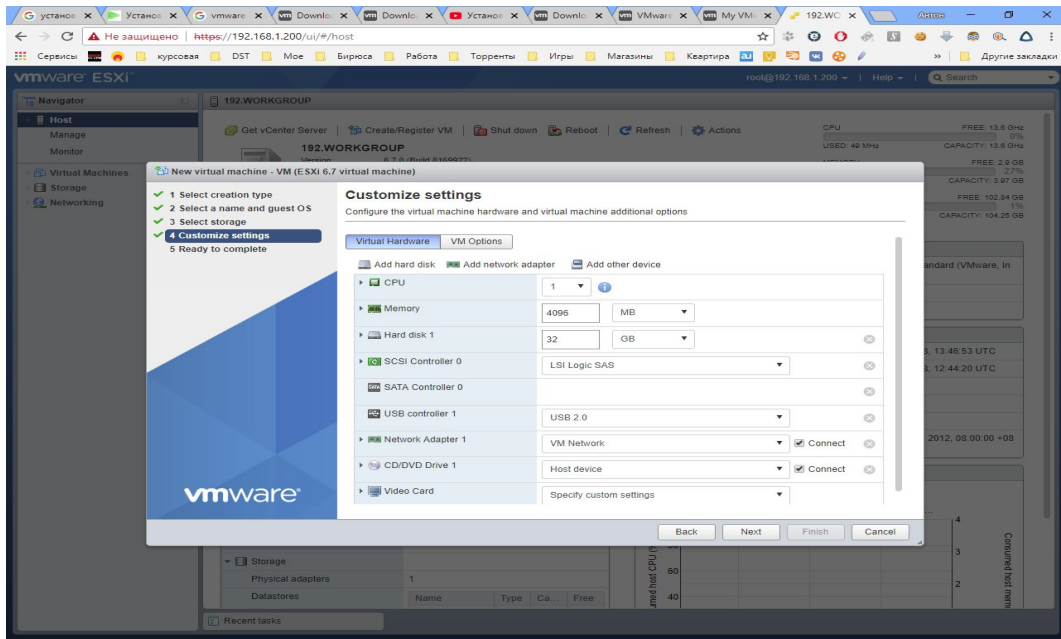 установ
Установ
vmware
Downlo
Downlo
Установ
Downlo
VMware
My VM
192.WO
Антон
Не защищено | https://192.168.1.200/ui/#/host
Сервисы
курсовая
DST
Мое
Бирюса
Работа
Торренты
Игры
Магазины
Квартира
» Другие закладки
vmware ESXi
root@192.168.1.200 | Help | Search
Navigator
192.WORKGROUP
Host
Manage
Monitor
Virtual Machines
Storage
Networking
Get vCenter Server | Create/Register VM | Shut down Reboot | Refresh | Actions
192.WORKGROUP
Version: 6.7.0 (Build 8169922)
CPU FREE: 13.6 GHz
0%
USED: 49 MHz CAPACITY: 13.6 GHz
FREE: 2.9 GB
27%
CAPACITY: 3.97 GB
FREE: 102.84 GB
1%
CAPACITY: 104.25 GB
New virtual machine - VM (ESXi 6.7 virtual machine)
1 Select creation type
2 Select a name and guest OS
3 Select storage
4 Customize settings
5 Ready to complete
vmware
Customize settings
Configure the virtual machine hardware and virtual machine additional options
Virtual Hardware VM Options
Add hard disk Add network adapter Add other device
CPU 1
Memory 4096 MB
Hard disk 1 32 GB
SCSI Controller 0 LSI Logic SAS
SATA Controller 0
USB controller 1 USB 2.0
Network Adapter 1 VM Network Connect
CD/DVD Drive 1 Host device Connect
Video Card Specify custom settings
Back Next Finish Cancel
andard (VMware, In
13:46:53 UTC
12:44:20 UTC
2012, 08:00:00 +08
Storage
Physical adapters 1
Datastores Name Type Ca... Free
umed host CPU
60
40
4
3
2
Consumed host mem
Recent tasks